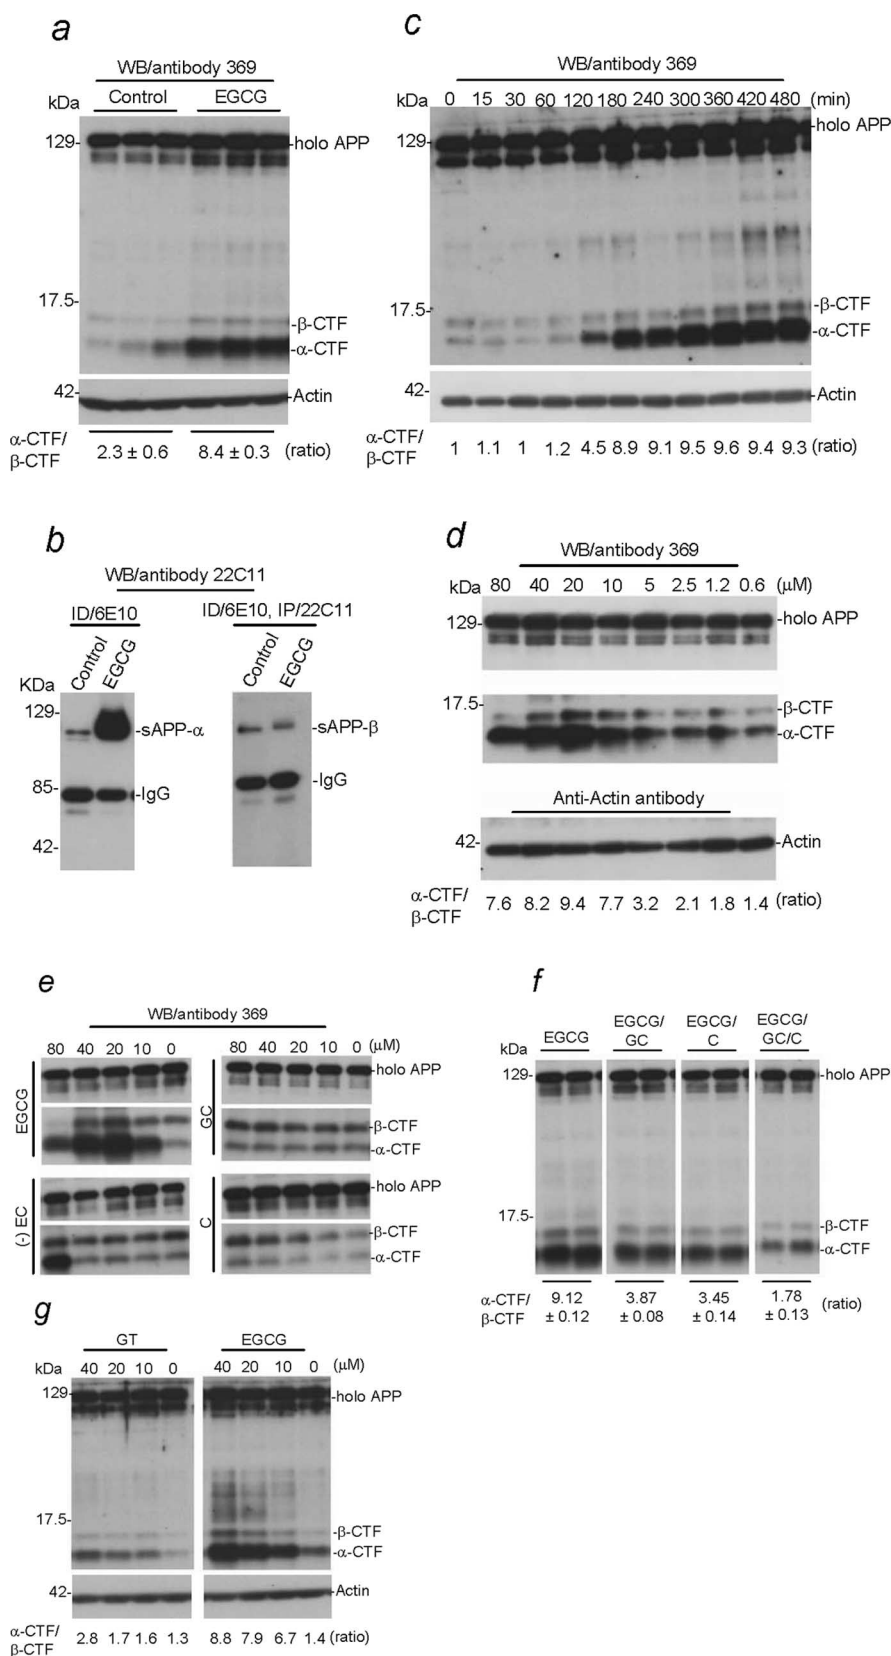 a
WB/antibody 369
kDa Control EGCG
129- -holo APP
17.5-
-β-CTF
-α-CTF
42- -Actin
α-CTF/
β-CTF 2.3 ± 0.6 8.4 ± 0.3 (ratio)
c
WB/antibody 369
kDa 0 15 30 60 120 180 240 300 360 420 480 (min)
129- -holo APP
17.5- -β-CTF
-α-CTF
42- -Actin
α-CTF/
β-CTF 1 1.1 1 1.2 4.5 8.9 9.1 9.5 9.6 9.4 9.3 (ratio)
b
WB/antibody 22C11
ID/6E10 ID/6E10, IP/22C11
Control EGCG Control EGCG
KDa
129- -sAPP-α -sAPP-β
85- -IgG -IgG
42-
d
WB/antibody 369
kDa 80 40 20 10 5 2.5 1.2 0.6 (μM)
129- -holo APP
17.5- -β-CTF
-α-CTF
Anti-Actin antibody
42- -Actin
α-CTF/
β-CTF 7.6 8.2 9.4 7.7 3.2 2.1 1.8 1.4 (ratio)
e
WB/antibody 369
80 40 20 10 0 80 40 20 10 0 (μM)
EGCG GC -holo APP
-β-CTF
-α-CTF
(-) EC C -holo APP
β-CTF
-α-CTF
f
EGCG EGCG/ GC EGCG/ C EGCG/ GC/C
kDa
129- -holo APP
17.5- -β-CTF
-α-CTF
α-CTF/ 9.12 3.87 3.45 1.78 (ratio)
β-CTF ± 0.12 ± 0.08 ± 0.14 ± 0.13
g
GT EGCG
kDa 40 20 10 0 40 20 10 0 (μM)
129- -holo APP
17.5- -β-CTF
-α-CTF
42- -Actin
α-CTF/
β-CTF 2.8 1.7 1.6 1.3 8.8 7.9 6.7 1.4 (ratio)